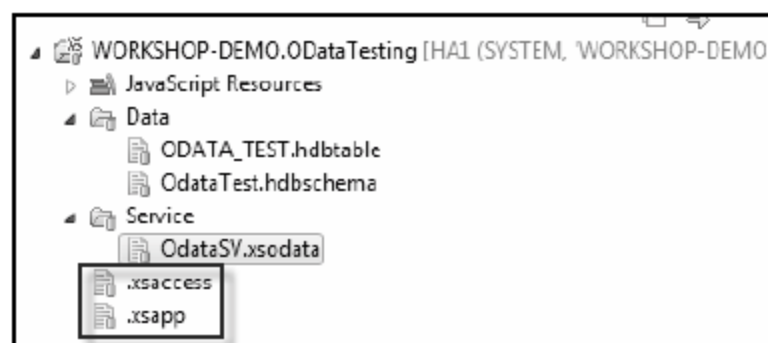 WORKSHOP-DEMO.ODataTesting [HA1 (SYSTEM, 'WORKSHOP-DEMO
JavaScript Resources
Data
ODATA_TEST.hdbtable
OdataTest.hdbschema
Service
OdataSV.xsodata
.xsaccess
.xsapp